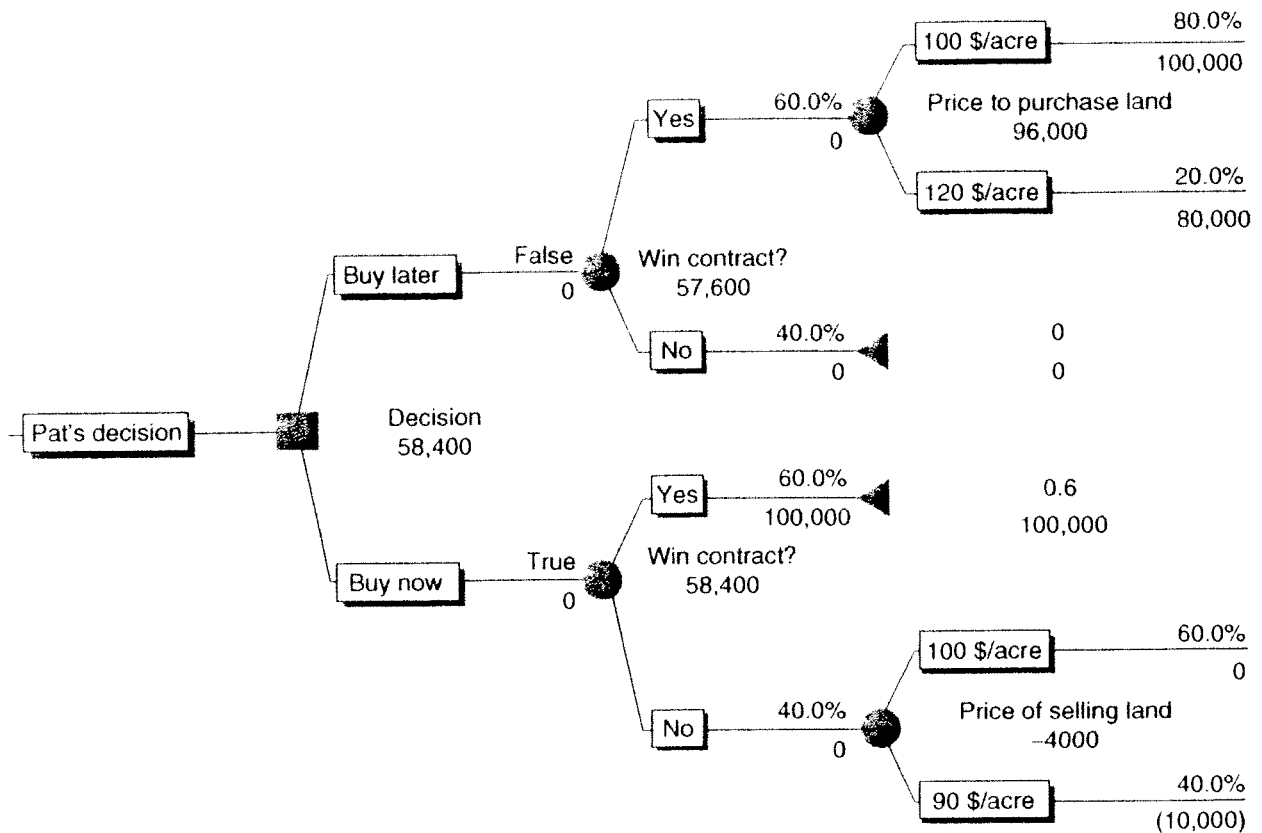 80.0%
100 $/acre
100,000
60.0%
Price to purchase land
Yes
96,000
0
120 $/acre
20.0%
80,000
False
Win contract?
Buy later
57,600
0
40.0%
0
No
0
0
Decision
Pat's decision
58,400
60.0%
0.6
Yes
100,000
100,000
True
Win contract?
Buy now
58,400
0
60.0%
100 $/acre
0
40.0%
Price of selling land
No
−4000
0
40.0%
90 $/acre
(10,000)